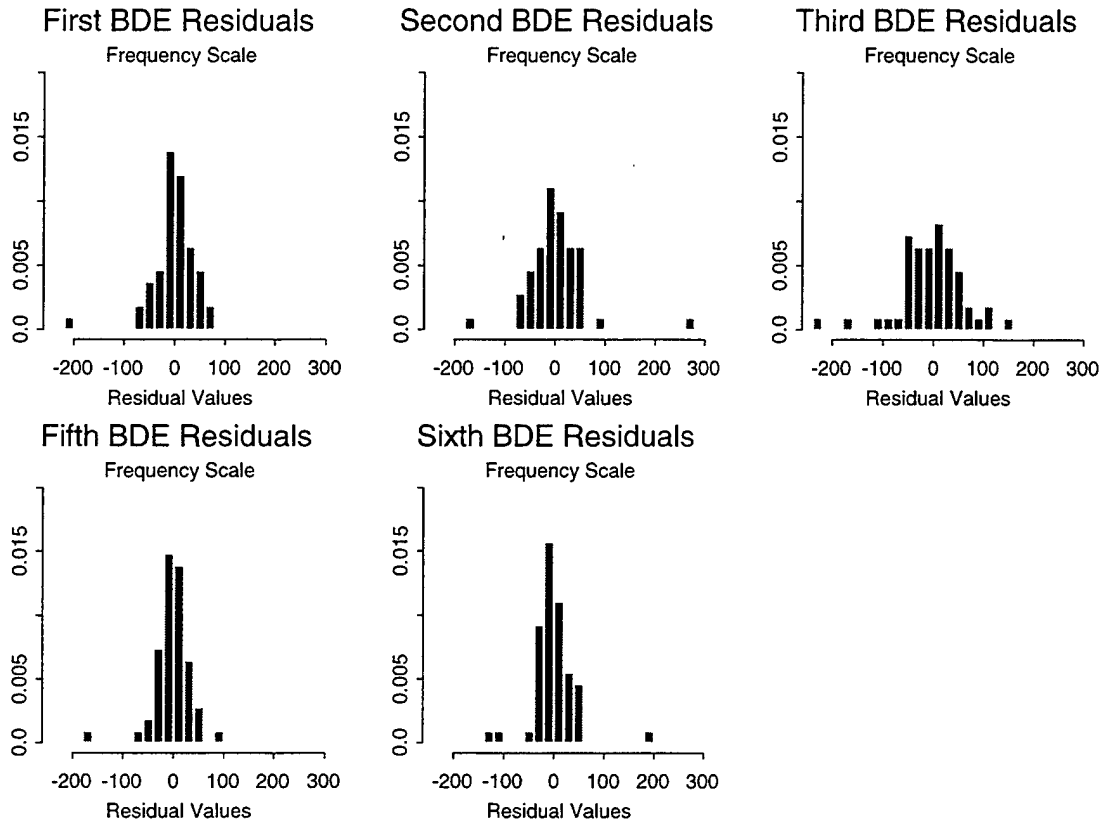 First BDE Residuals
Frequency Scale
0.015
0.005
0.0
-200 -100 0 100 200 300
Residual Values
Second BDE Residuals
Frequency Scale
0.015
0.005
0.0
-200 -100 0 100 200 300
Residual Values
Third BDE Residuals
Frequency Scale
0.015
0.005
0.0
-200 -100 0 100 200 300
Residual Values
Fifth BDE Residuals
Frequency Scale
0.015
0.005
0.0
-200 -100 0 100 200 300
Residual Values
Sixth BDE Residuals
Frequency Scale
0.015
0.005
0.0
-200 -100 0 100 200 300
Residual Values